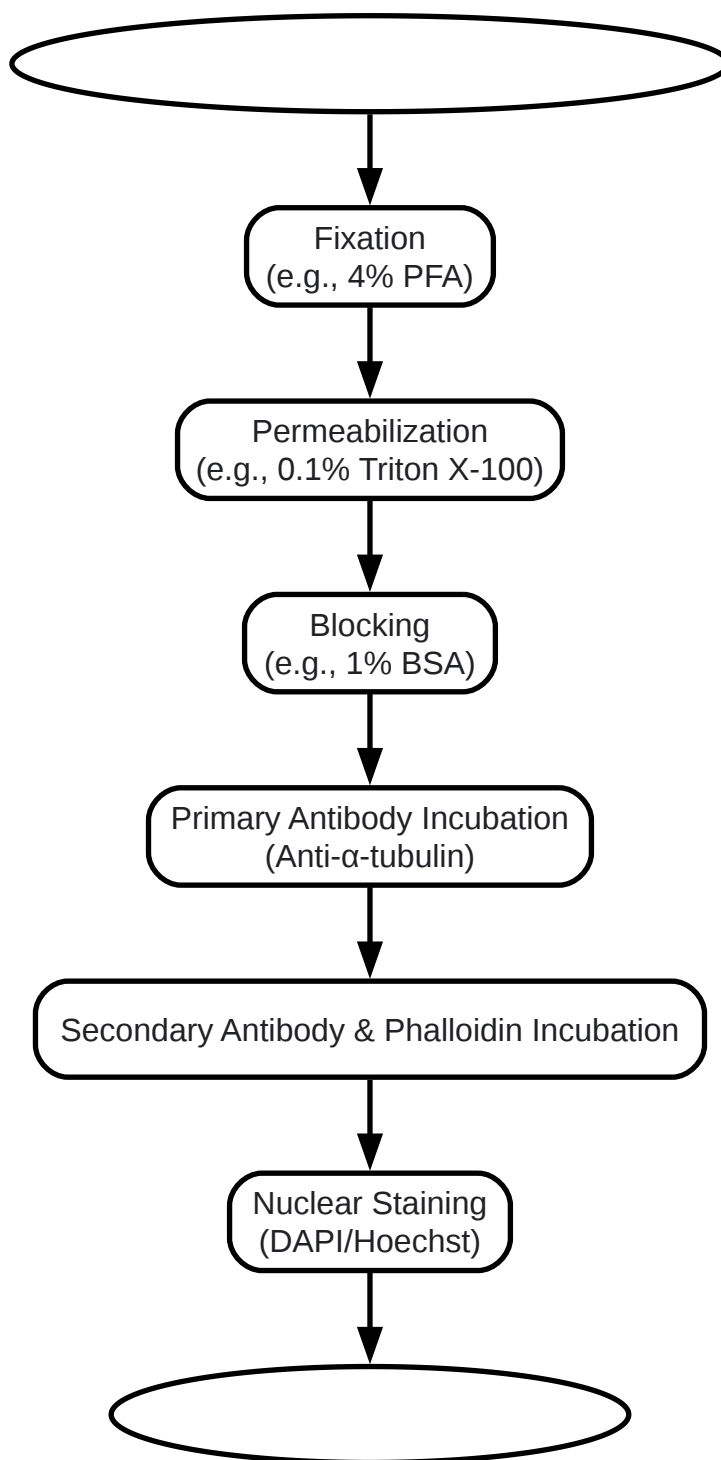 Fixation
(e.g., 4% PFA)
Permeabilization
(e.g., 0.1% Triton X-100)
Blocking
(e.g., 1% BSA)
Primary Antibody Incubation
(Anti-α-tubulin)
Secondary Antibody & Phalloidin Incubation
Nuclear Staining
(DAPI/Hoechst)